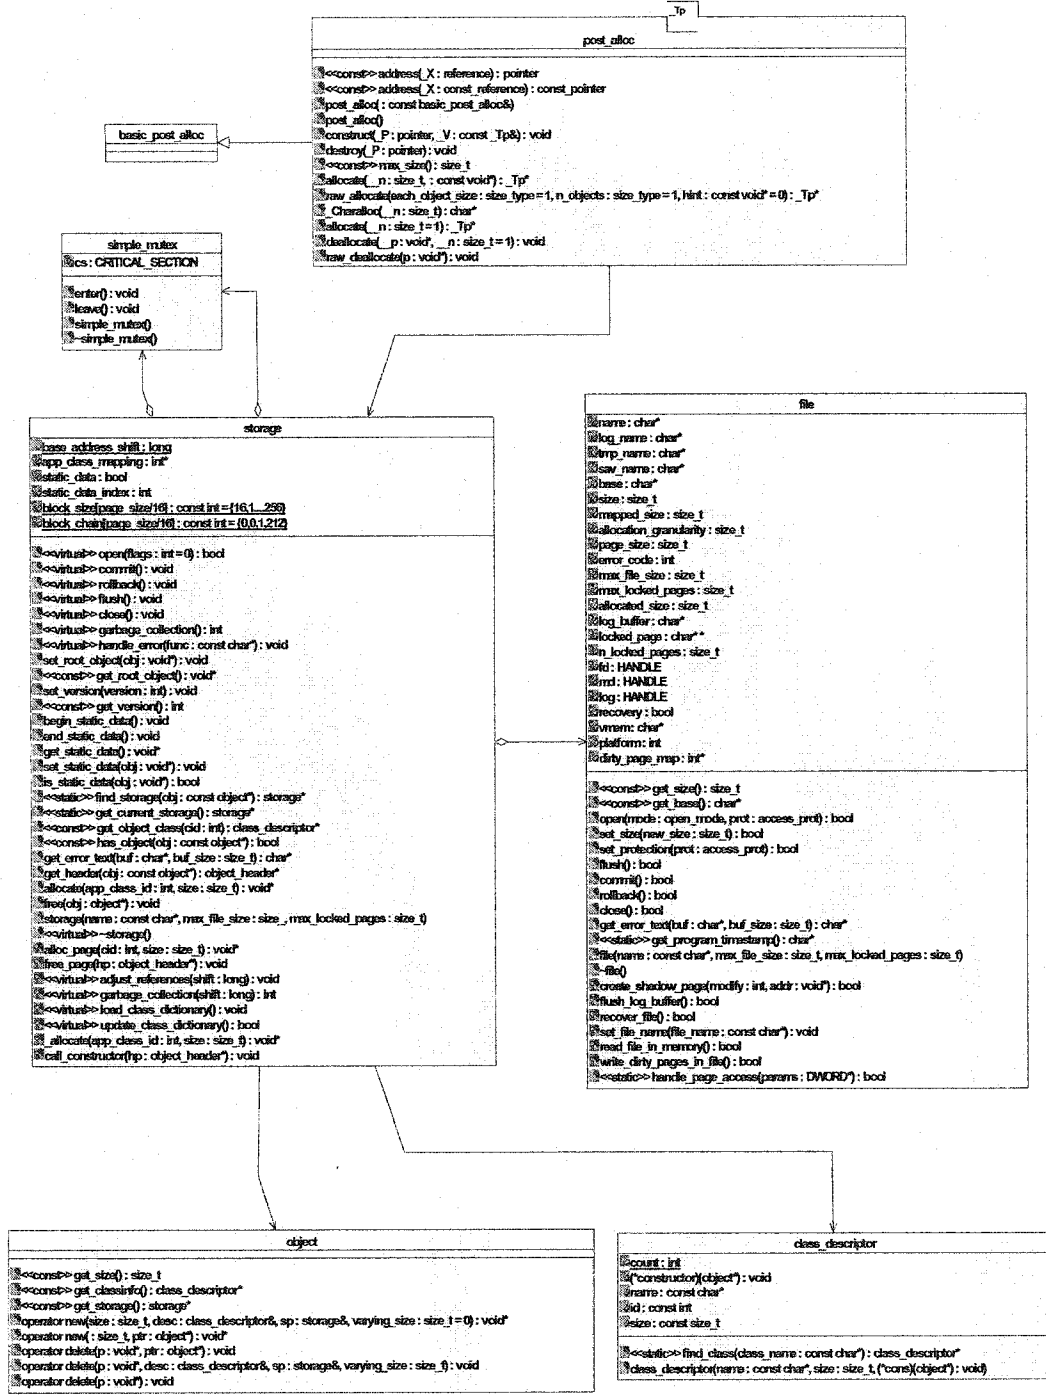 _Tp
post_alloc
<<const>> address(_X : reference) : pointer
<<const>> address(_X : const_reference) : const_pointer
post_alloc( : const basic_post_alloc&)
post_alloc()
construct(_P : pointer, _V : const _Tp&) : void
destroy(_P : pointer) : void
<<const>> max_size() : size_t
allocate(__n : size_t, : const void*) : _Tp*
raw_allocate(each_object_size : size_type = 1, n_objects : size_type = 1, hint : const void* = 0) : _Tp*
_Charalloc(__n : size_t) : char*
allocate(__n : size_t = 1) : _Tp*
deallocate(__p : void*, __n : size_t = 1) : void
raw_deallocate(p : void*) : void
basic_post_alloc
simple_mutex
cs : CRITICAL_SECTION
enter() : void
leave() : void
simple_mutex()
~simple_mutex()
storage
base_address_shift : long
app_class_mapping : int*
static_data : bool
static_data_index : int
block_size[page_size/16] : const int = {16,1....256}
block_chain[page_size/16] : const int = {0,0,1,212}
<<virtual>> open(flags : int = 0) : bool
<<virtual>> commit() : void
<<virtual>> rollback() : void
<<virtual>> flush() : void
<<virtual>> close() : void
<<virtual>> garbage_collection() : int
<<virtual>> handle_error(func : const char*) : void
set_root_object(obj : void*) : void
<<const>> get_root_object() : void*
set_version(version : int) : void
<<const>> get_version() : int
begin_static_data() : void
end_static_data() : void
get_static_data() : void*
set_static_data(obj : void*) : void
is_static_data(obj : void*) : bool
<<static>> find_storage(obj : const object*) : storage*
<<static>> get_current_storage() : storage*
<<const>> get_object_class(cid : int) : class_descriptor*
<<const>> has_object(obj : const object*) : bool
get_error_text(buf : char*, buf_size : size_t) : char*
get_header(obj : const object*) : object_header*
allocate(app_class_id : int, size : size_t) : void*
free(obj : object*) : void
storage(name : const char*, max_file_size : size_, max_locked_pages : size_t)
<<virtual>> ~storage()
alloc_page(cid : int, size : size_t) : void*
free_page(hp : object_header*) : void
<<virtual>> adjust_references(shift : long) : void
<<virtual>> garbage_collection(shift : long) : int
<<virtual>> load_class_dictionary() : void
<<virtual>> update_class_dictionary() : bool
_allocate(app_class_id : int, size : size_t) : void*
call_constructor(hp : object_header*) : void
file
name : char*
log_name : char*
tmp_name : char*
sav_name : char*
base : char*
size : size_t
mapped_size : size_t
allocation_granularity : size_t
page_size : size_t
error_code : int
max_file_size : size_t
max_locked_pages : size_t
allocated_size : size_t
log_buffer : char*
locked_page : char**
n_locked_pages : size_t
fd : HANDLE
md : HANDLE
log : HANDLE
recovery : bool
vmem : char*
platform : int
dirty_page_map : int*
<<const>> get_size() : size_t
<<const>> get_base() : char*
open(mode : open_mode, prot : access_prot) : bool
set_size(new_size : size_t) : bool
set_protection(prot : access_prot) : bool
flush() : bool
commit() : bool
rollback() : bool
close() : bool
get_error_text(buf : char*, buf_size : size_t) : char*
<<static>> get_program_timestamp() : char*
file(name : const char*, max_file_size : size_t, max_locked_pages : size_t)
~file()
create_shadow_page(modify : int, addr : void*) : bool
flush_log_buffer() : bool
recover_file() : bool
set_file_name(file_name : const char*) : void
read_file_in_memory() : bool
write_dirty_pages_in_file() : bool
<<static>> handle_page_access(params : DWORD*) : bool
object
<<const>> get_size() : size_t
<<const>> get_classinfo() : class_descriptor*
<<const>> get_storage() : storage*
operator new(size : size_t, desc : class_descriptor&, sp : storage&, varying_size : size_t = 0) : void*
operator new( : size_t, ptr : object*) : void*
operator delete(p : void*, ptr : object*) : void
operator delete(p : void*, desc : class_descriptor&, sp : storage&, varying_size : size_t) : void
operator delete(p : void*) : void
class_descriptor
count : int
(*constructor)(object*) : void
name : const char*
id : const int
size : const size_t
<<static>> find_class(class_name : const char*) : class_descriptor*
class_descriptor(name : const char*, size : size_t, (*cons)(object*) : void)